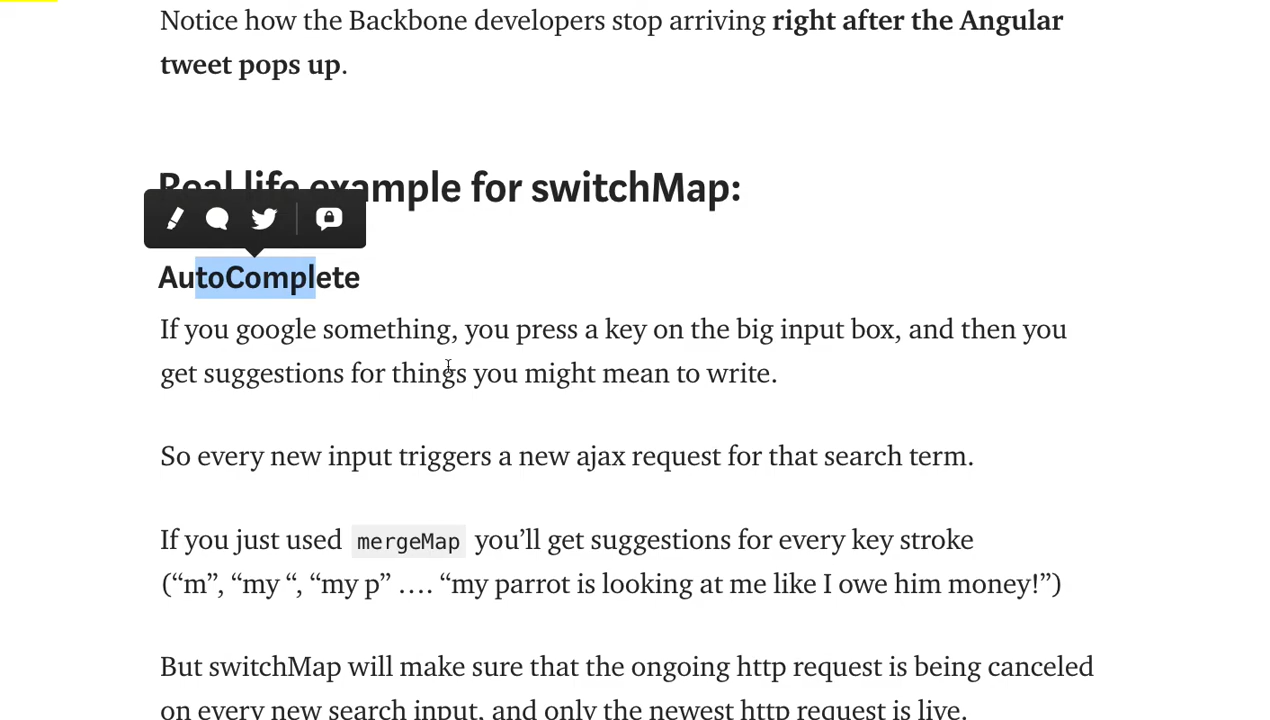 Notice how the Backbone developers stop arriving right after the Angular
tweet pops up.
Real life example for switchMap:
AutoComplete
If you google something, you press a key on the big input box, and then you
get suggestions for things you might mean to write.
So every new input triggers a new ajax request for that search term.
If you just used mergeMap you’ll get suggestions for every key stroke
(“m”, “my “, “my p” …. “my parrot is looking at me like I owe him money!”)
But switchMap will make sure that the ongoing http request is being canceled
on every new search input, and only the newest http request is live.